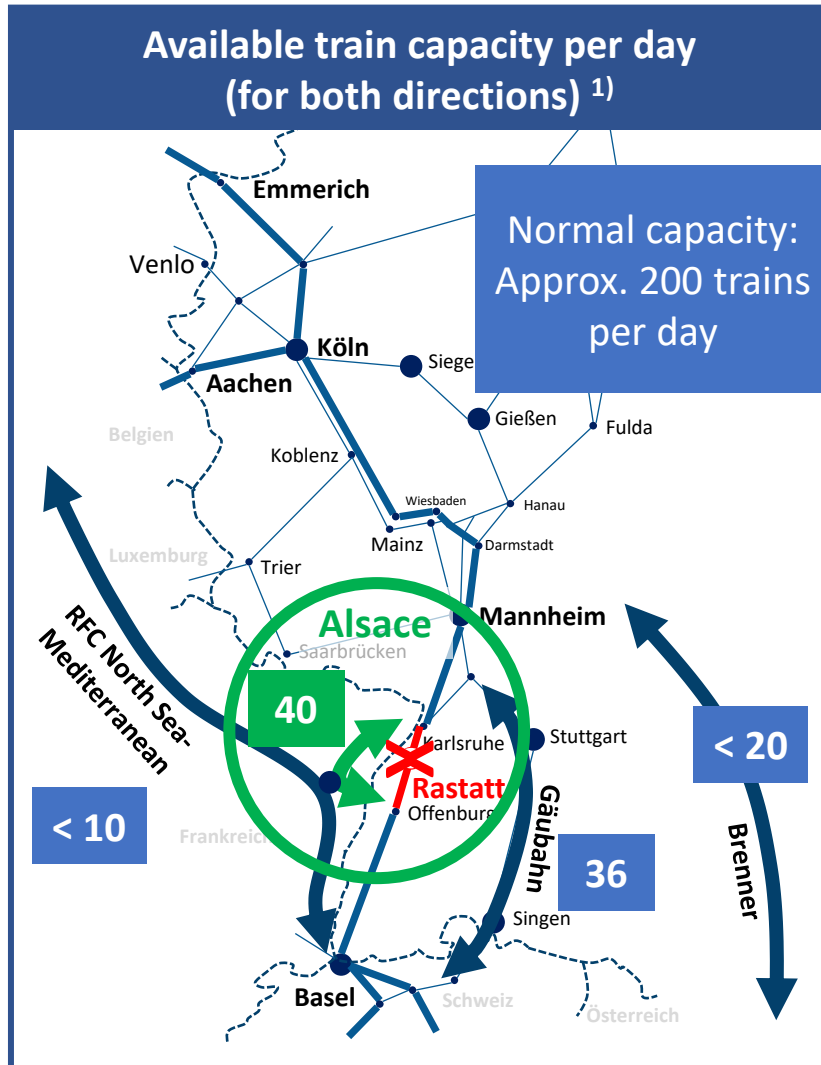 Available train capacity per day
(for both directions) 1)
Emmerich
Normal capacity:
Approx. 200 trains
per day
Venlo
Köln
Siege
Aachen
Gießen
Fulda
Belgien
Koblenz
Wiesbaden
Hanau
Mainz
Darmstadt
Luxemburg
Trier
Mannheim
Alsace
Saarbrücken
RFC North Sea-
Mediterranean
40
Karlsruhe
Stuttgart
< 20
Rastatt
Offenburg
Gäubahn
< 10
Frankreich
36
Brenner
Singen
Basel
Schweiz
Österreich